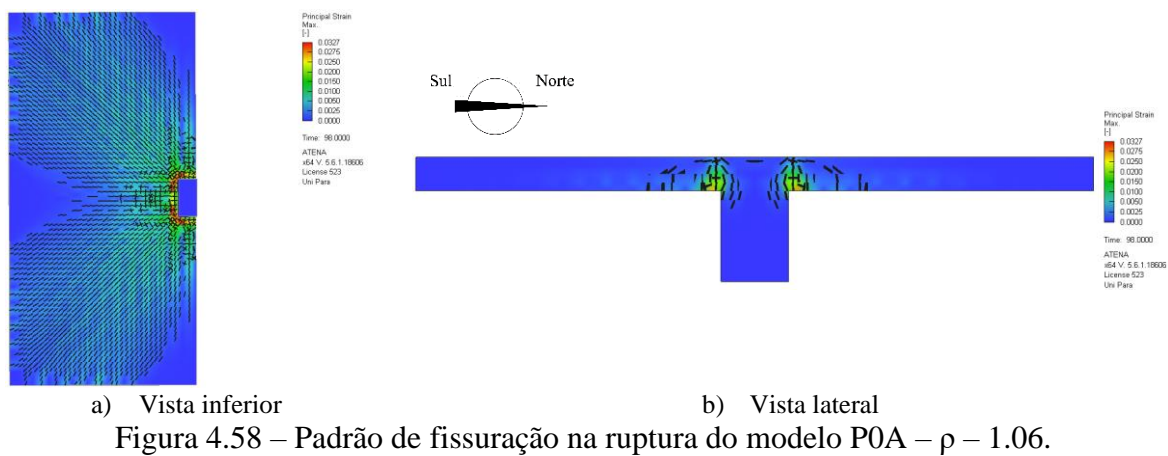 Principal Strain
Max.
[-]
0.0327
0.0275
0.0250
0.0200
0.0150
0.0100
0.0050
0.0025
0.0000
Time: 98.0000
ATENA
x64 V. 5.6.1.18606
License 523
Uni Para
Sul Norte
Principal Strain
Max.
[-]
0.0327
0.0275
0.0250
0.0200
0.0150
0.0100
0.0050
0.0025
0.0000
Time: 98.0000
ATENA
x64 V. 5.6.1.18606
License 523
Uni Para
a) Vista inferior
b) Vista lateral
Figura 4.58 – Padrão de fissuração na ruptura do modelo P0A – ρ – 1.06.